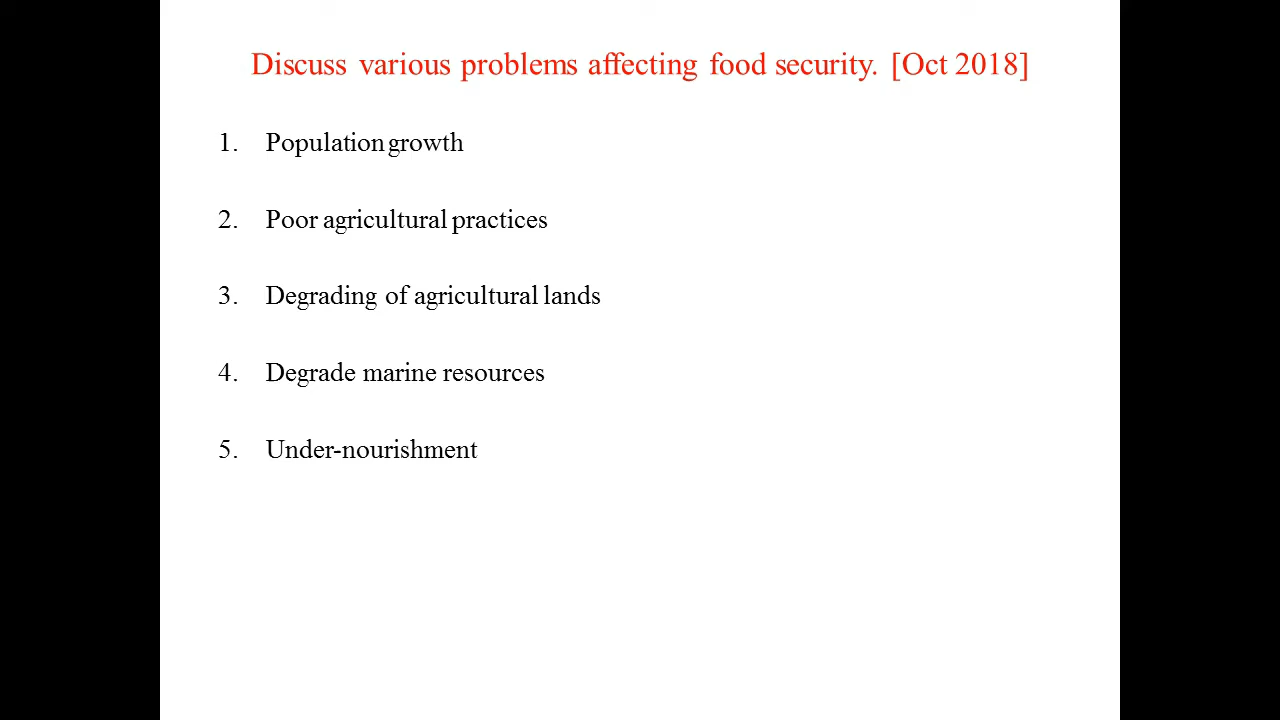 Discuss various problems affecting food security. [Oct 2018]
1. Population growth
2. Poor agricultural practices
3. Degrading of agricultural lands
4. Degrade marine resources
5. Under-nourishment